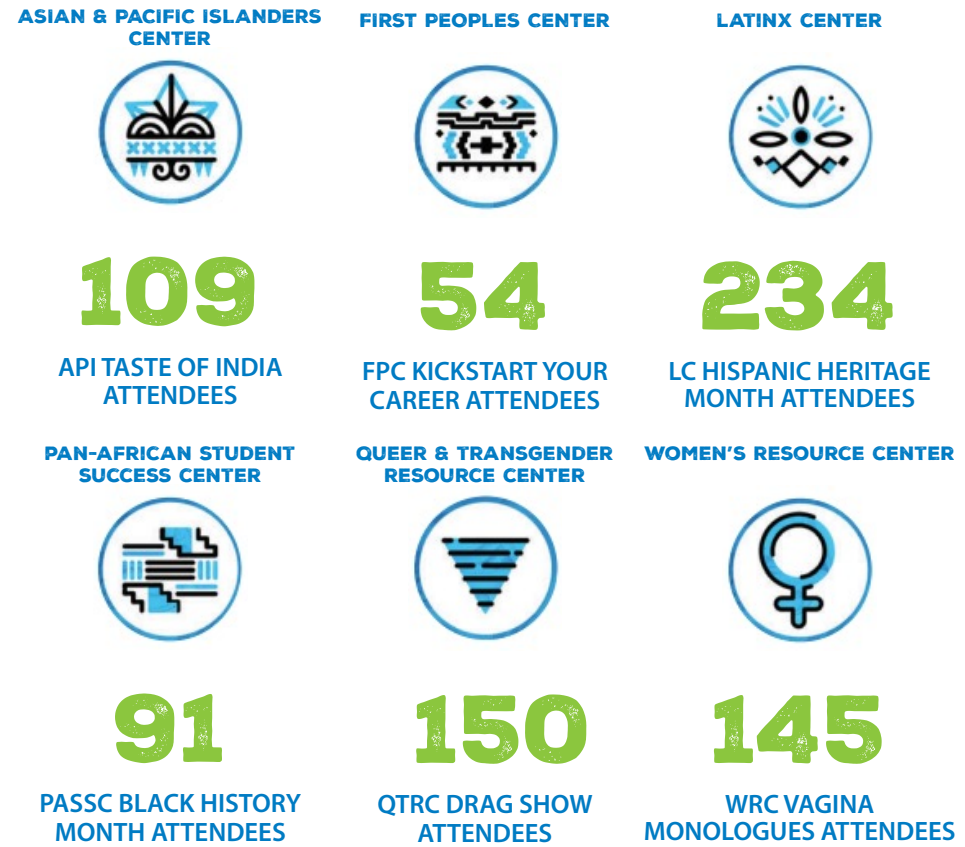 ASIAN & PACIFIC ISLANDERS
CENTER
109
API TASTE OF INDIA
ATTENDEES
FIRST PEOPLES CENTER
54
FPC KICKSTART YOUR
CAREER ATTENDEES
LATINX CENTER
234
LC HISPANIC HERITAGE
MONTH ATTENDEES
PAN-AFRICAN STUDENT
SUCCESS CENTER
91
PASSC BLACK HISTORY
MONTH ATTENDEES
QUEER & TRANSGENDER
RESOURCE CENTER
150
QTRC DRAG SHOW
ATTENDEES
WOMEN'S RESOURCE CENTER
145
WRC VAGINA
MONOLOGUES ATTENDEES